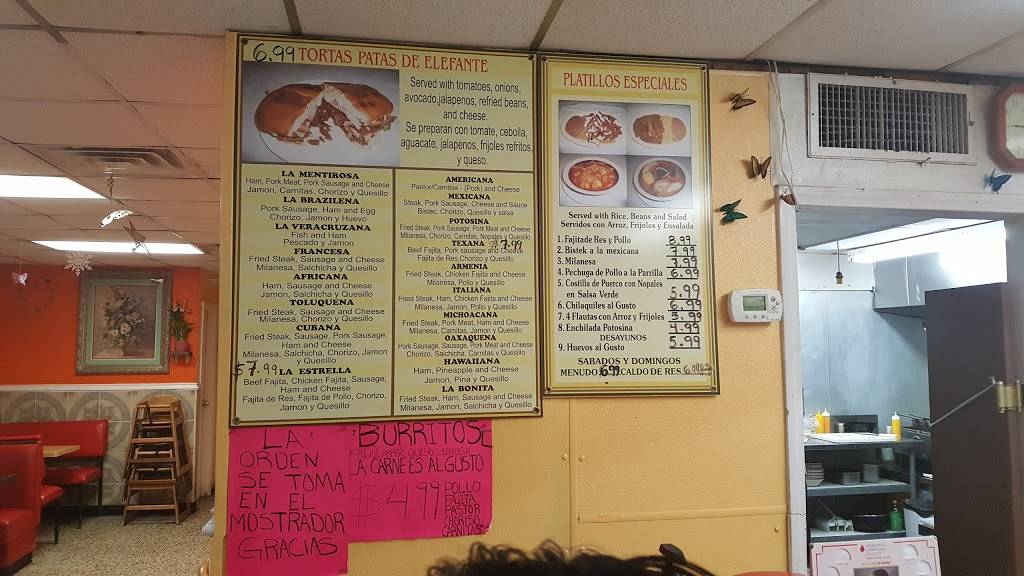 6.99 TORTAS PATAS DE ELEFANTE
Served with tomatoes, onions,
avocado, jalapenos, refried beans,
and cheese.
Se preparan con tomate, cebolla,
aguacate, jalapenos, frijoles refritos,
y queso.
LA MENTIROSA
Ham, Pork Meat, Pork Sausage and Cheese
Jamon, Carnitas, Chorizo y Quesillo
LA BRAZILENA
Pork Sausage, Ham and Egg
Chorizo, Jamon y Huevo
LA VERACRUZANA
Fish and Ham
Pescado y Jamon
FRANCESA
Fried Steak, Sausage and Cheese
Milanesa, Salchicha y Quesillo
AFRICANA
Ham, Sausage and Cheese
Jamon, Salchicha y Quesillo
TOLUQUENA
Fried Steak, Sausage and Cheese
Milanesa, Chorizo y Quesillo
CUBANA
Fried Steak, Sausage, Pork Sausage,
Ham and Cheese
Milanesa, Salchicha, Chorizo, Jamon
y Quesillo
$7.99 LA ESTRELLA
Beef Fajita, Chicken Fajita, Sausage,
Ham and Cheese
Fajita de Res, Fajita de Pollo, Chorizo,
Jamon y Quesillo
AMERICANA
Pastor/Carnitas - (Pork) and Cheese
MEXICANA
Steak, Pork Sausage, Cheese and Sauce
Bistec, Chorizo, Quesillo y salsa
POTOSINA
Fried Steak, Pork Sausage, Pork Meat and Cheese
Milanesa, Chorizo, Carnitas, Nopales y Quesillo
TEXANA $7.99
Beef Fajita, Pork sausage and Cheese
Fajita de Res, Chorizo y Quesillo
ARMENIA
Fried Steak, Chicken Fajita and Cheese
Milanesa, Pollo y Quesillo
ITALIANA
Fried Steak, Ham, Chicken Fajita and Cheese
Milanesa, Jamon, Pollo y Quesillo
MICHOACANA
Fried Steak, Pork Meat, Ham and Cheese
Milanesa, Carnitas, Jamon y Quesillo
OAXAQUENA
Pork Sausage, Sausage, Pork Meat and Cheese
Chorizo, Salchicha, Carnitas y Quesillo
HAWAIIANA
Ham, Pineapple and Cheese
Jamon, Pina y Quesillo
LA BONITA
Fried Steak, Ham, Sausage and Cheese
Milanesa, Jamon, Salchicha y Quesillo
PLATILLOS ESPECIALES
Served with Rice, Beans and Salad
Servidos con Arroz, Frijoles y Ensalada
1. Fajita de Res y Pollo 8.99
2. Bistek a la mexicana 7.99
3. Milanesa 7.99
4. Pechuga de Pollo a la Parrilla 6.99
5. Costilla de Puerco con Nopales
en Salsa Verde 5.99
6. Chilaquiles al Gusto 6.99
7. 4 Flautas con Arroz y Frijoles 5.99
8. Enchilada Potosina 4.99
DESAYUNOS
9. Huevos al Gusto 5.99
SABADOS Y DOMINGOS
MENUDO 6.99 CALDO DE RES
LA
ORDEN
SE TOMA
EN EL
MOSTRADOR
GRACIAS
BURRITOS
LA CARNE ES AL GUSTO
$4.99
POLLO
FAJITA
PASTOR
CHORISO
CARNITAS